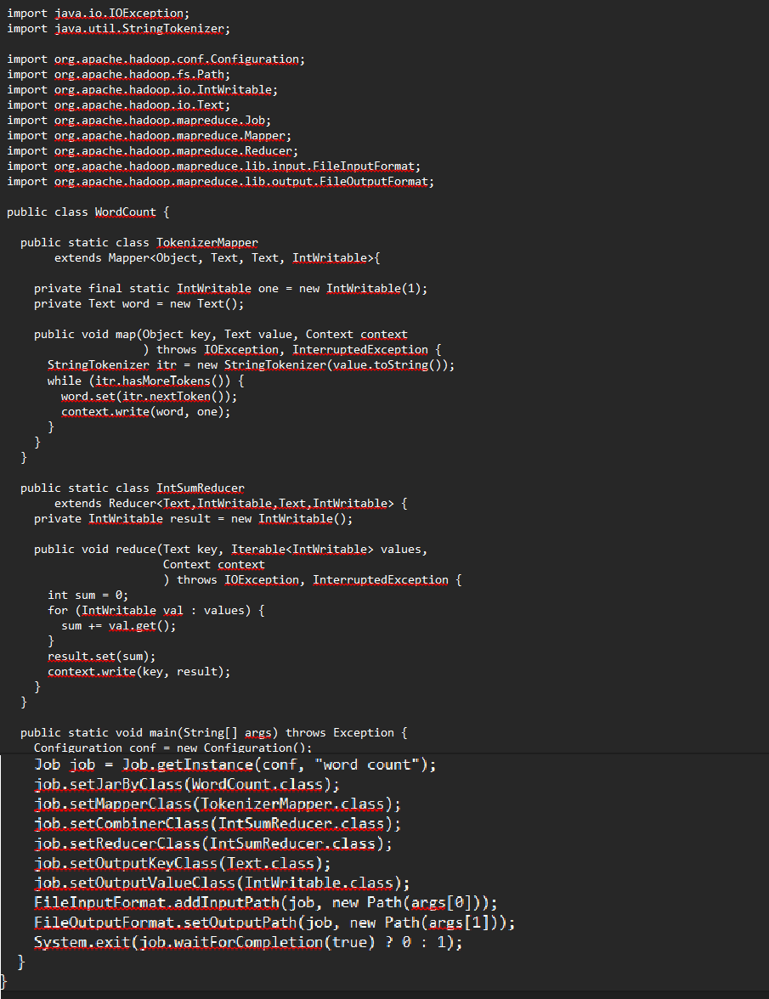 import java.io.IOException;
import java.util.StringTokenizer;

import org.apache.hadoop.conf.Configuration;
import org.apache.hadoop.fs.Path;
import org.apache.hadoop.io.IntWritable;
import org.apache.hadoop.io.Text;
import org.apache.hadoop.mapreduce.Job;
import org.apache.hadoop.mapreduce.Mapper;
import org.apache.hadoop.mapreduce.Reducer;
import org.apache.hadoop.mapreduce.lib.input.FileInputFormat;
import org.apache.hadoop.mapreduce.lib.output.FileOutputFormat;

public class WordCount {

  public static class TokenizerMapper
       extends Mapper<Object, Text, Text, IntWritable>{

    private final static IntWritable one = new IntWritable(1);
    private Text word = new Text();

    public void map(Object key, Text value, Context context
                    ) throws IOException, InterruptedException {
      StringTokenizer itr = new StringTokenizer(value.toString());
      while (itr.hasMoreTokens()) {
        word.set(itr.nextToken());
        context.write(word, one);
      }
    }
  }

  public static class IntSumReducer
       extends Reducer<Text,IntWritable,Text,IntWritable> {
    private IntWritable result = new IntWritable();

    public void reduce(Text key, Iterable<IntWritable> values,
                       Context context
                       ) throws IOException, InterruptedException {
      int sum = 0;
      for (IntWritable val : values) {
        sum += val.get();
      }
      result.set(sum);
      context.write(key, result);
    }
  }

  public static void main(String[] args) throws Exception {
    Configuration conf = new Configuration();
    Job job = Job.getInstance(conf, "word count");
    job.setJarByClass(WordCount.class);
    job.setMapperClass(TokenizerMapper.class);
    job.setCombinerClass(IntSumReducer.class);
    job.setReducerClass(IntSumReducer.class);
    job.setOutputKeyClass(Text.class);
    job.setOutputValueClass(IntWritable.class);
    FileInputFormat.addInputPath(job, new Path(args[0]));
    FileOutputFormat.setOutputPath(job, new Path(args[1]));
    System.exit(job.waitForCompletion(true) ? 0 : 1);
  }
}